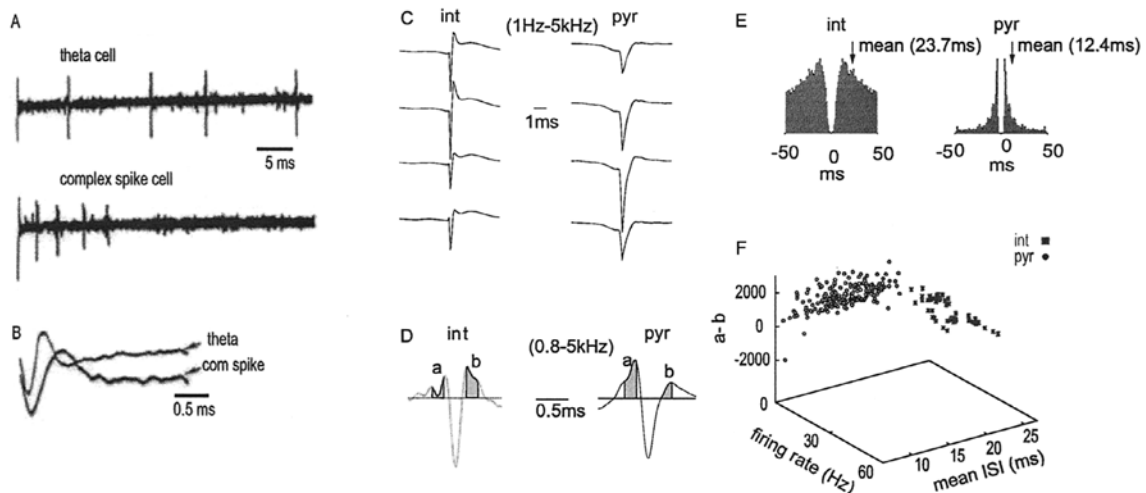 A
theta cell
5 ms
complex spike cell
B
theta
com spike
0.5 ms
C
int
(1Hz-5kHz)
pyr
1ms
D
int
(0.8-5kHz)
pyr
a
b
a
b
0.5ms
E
int
pyr
mean (23.7ms)
mean (12.4ms)
-50
0
50
-50
0
50
ms
ms
F
int
pyr
2000
0
-2000
a-b
0
30
60
firing rate (Hz)
10
15
20
25
mean ISI (ms)